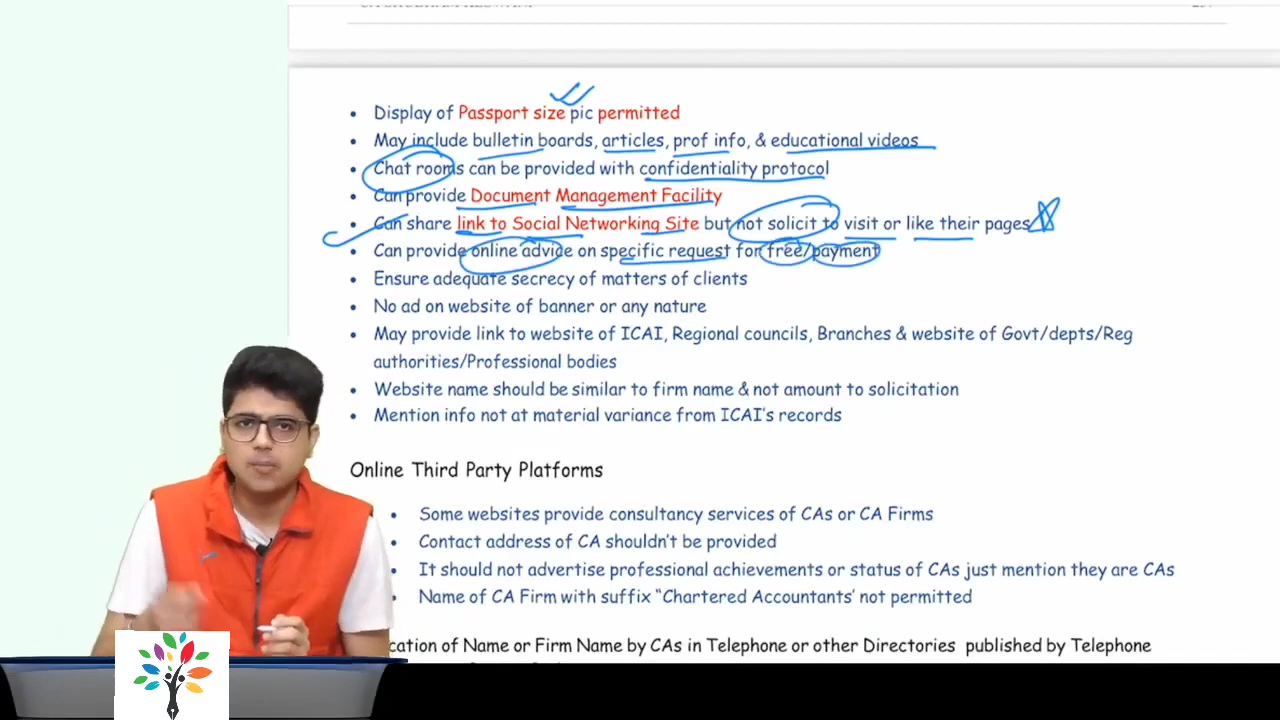 • Display of Passport size pic permitted
• May include bulletin boards, articles, prof info, & educational videos
• Chat rooms can be provided with confidentiality protocol
• Can provide Document Management Facility
• Can share link to Social Networking Site but not solicit to visit or like their pages
• Can provide online advice on specific request for free/payment
• Ensure adequate secrecy of matters of clients
• No ad on website of banner or any nature
• May provide link to website of ICAI, Regional councils, Branches & website of Govt/depts/Reg
authorities/Professional bodies
• Website name should be similar to firm name & not amount to solicitation
• Mention info not at material variance from ICAI's records
Online Third Party Platforms
• Some websites provide consultancy services of CAs or CA Firms
• Contact address of CA shouldn't be provided
• It should not advertise professional achievements or status of CAs just mention they are CAs
• Name of CA Firm with suffix "Chartered Accountants' not permitted
cation of Name or Firm Name by CAs in Telephone or other Directories published by Telephone